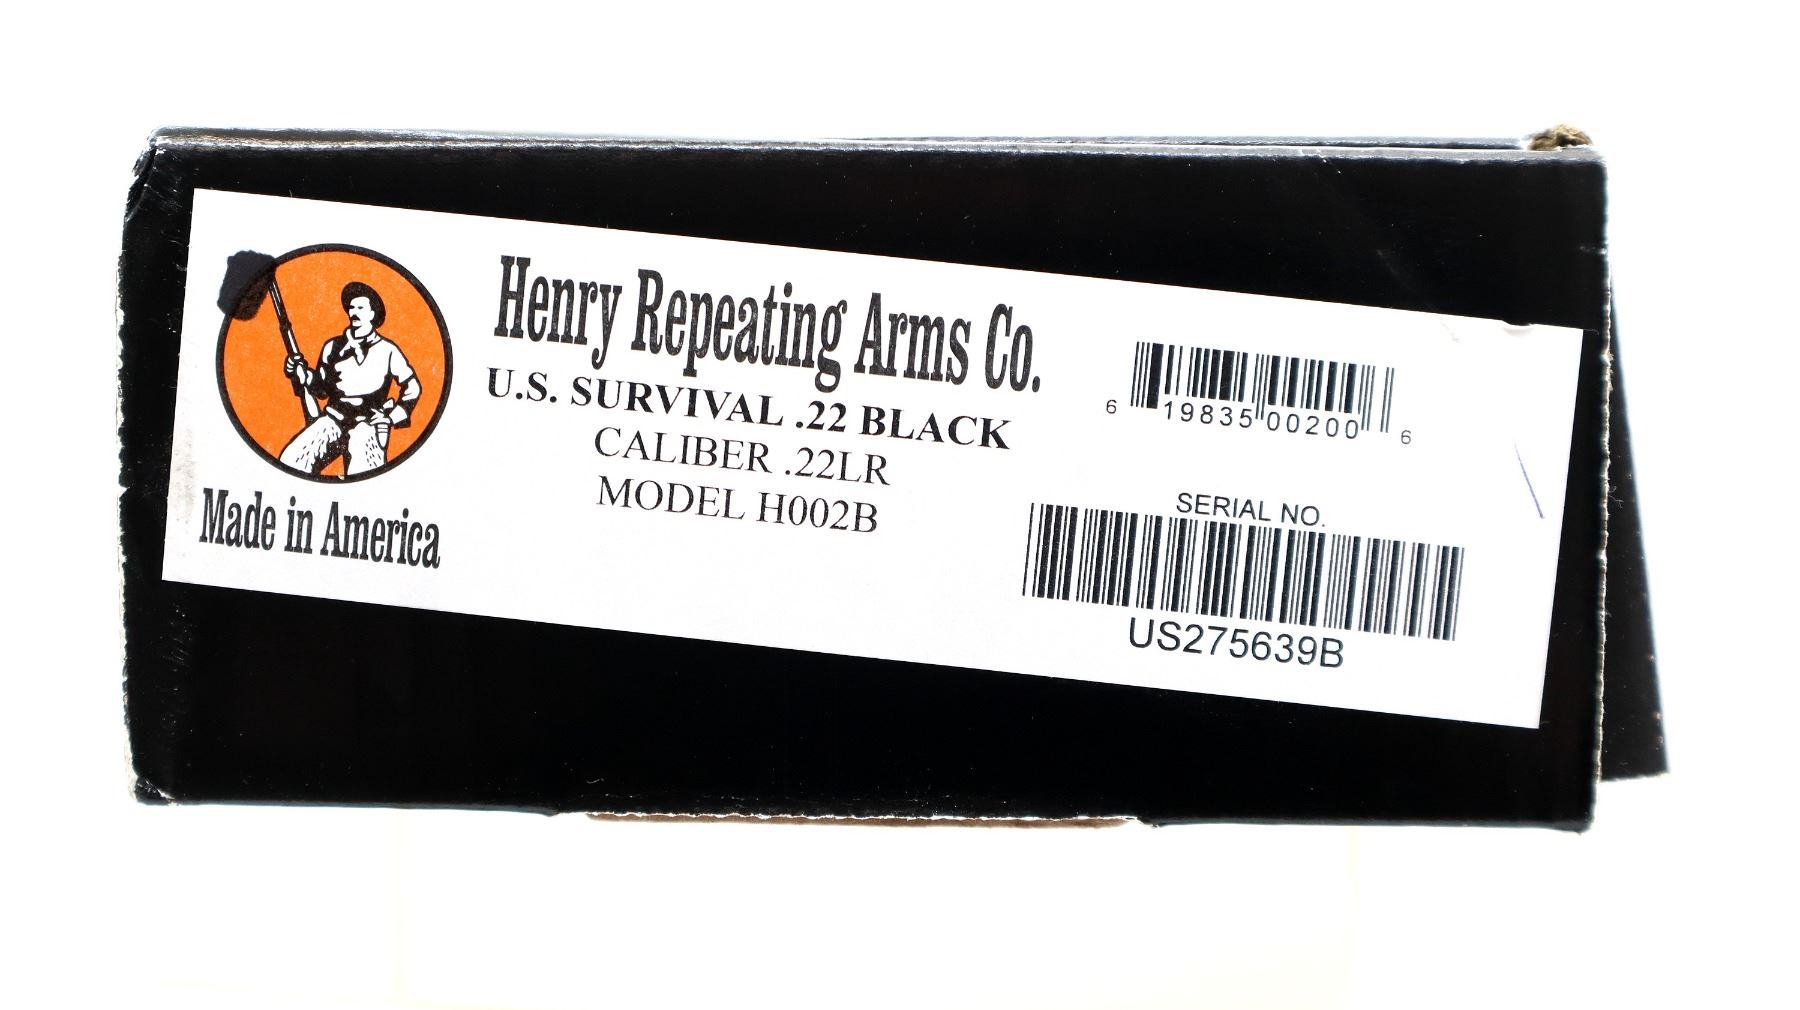 Henry Repeating Arms Co.
U.S. SURVIVAL .22 BLACK
CALIBER .22LR
MODEL H002B
Made in America
6 19835 00200 6
SERIAL NO.
US275639B